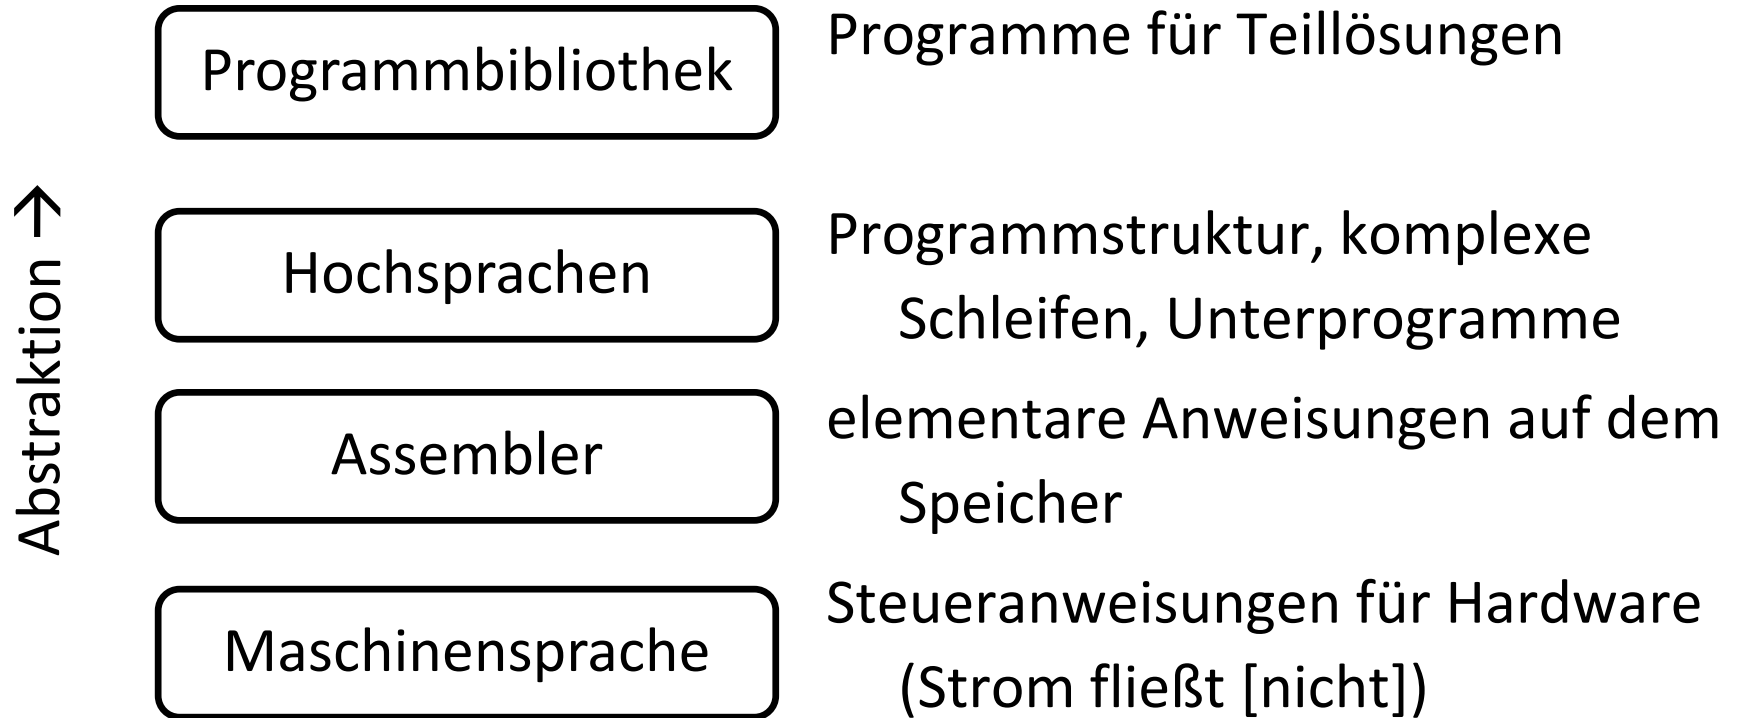 Programmbibliothek
Programme für Teillösungen
Abstraktion →
Hochsprachen
Programmstruktur, komplexe
Schleifen, Unterprogramme
Assembler
elementare Anweisungen auf dem
Speicher
Maschinensprache
Steueranweisungen für Hardware
(Strom fließt [nicht])